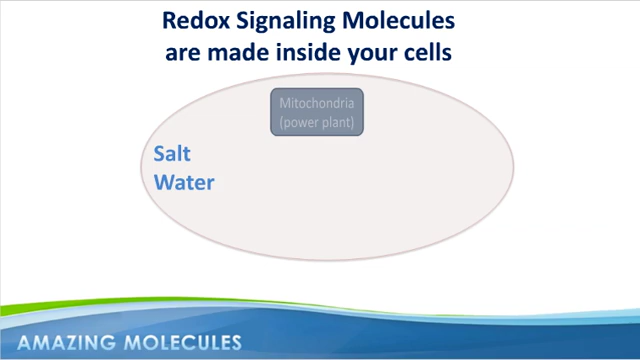 Redox Signaling Molecules
are made inside your cells
Mitochondria
(power plant)
Salt
Water
AMAZING MOLECULES